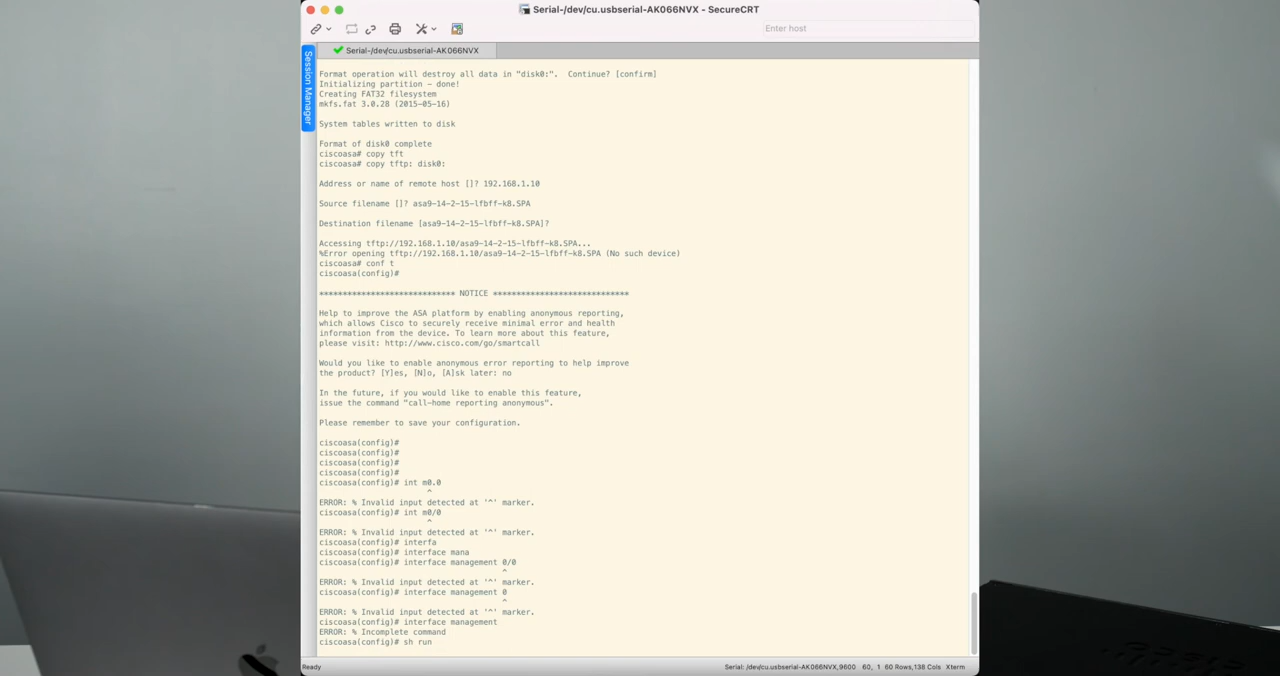 Serial-/dev/cu.usbserial-AK066NVX - SecureCRT
Enter host
Serial-/dev/cu.usbserial-AK066NVX
Session Manager
Format operation will destroy all data in "disk0:".  Continue? [confirm]
Initializing partition - done!
Creating FAT32 filesystem
mkfs.fat 3.0.28 (2015-05-16)
System tables written to disk
Format of disk0 complete
ciscoasa# copy tft
ciscoasa# copy tftp: disk0:
Address or name of remote host []? 192.168.1.10
Source filename []? asa9-14-2-15-lfbff-k8.SPA
Destination filename [asa9-14-2-15-lfbff-k8.SPA]?
Accessing tftp://192.168.1.10/asa9-14-2-15-lfbff-k8.SPA...
%Error opening tftp://192.168.1.10/asa9-14-2-15-lfbff-k8.SPA (No such device)
ciscoasa# conf t
ciscoasa(config)#
***************************** NOTICE *****************************
Help to improve the ASA platform by enabling anonymous reporting,
which allows Cisco to securely receive minimal error and health
information from the device. To learn more about this feature,
please visit: http://www.cisco.com/go/smartcall
Would you like to enable anonymous error reporting to help improve
the product? [Y]es, [N]o, [A]sk later: no
In the future, if you would like to enable this feature,
issue the command "call-home reporting anonymous".
Please remember to save your configuration.
ciscoasa(config)#
ciscoasa(config)#
ciscoasa(config)#
ciscoasa(config)#
ciscoasa(config)# int m0.0
^
ERROR: % Invalid input detected at '^' marker.
ciscoasa(config)# int m0/0
^
ERROR: % Invalid input detected at '^' marker.
ciscoasa(config)# interfa
ciscoasa(config)# interface mana
ciscoasa(config)# interface management 0/0
^
ERROR: % Invalid input detected at '^' marker.
ciscoasa(config)# interface management 0
^
ERROR: % Invalid input detected at '^' marker.
ciscoasa(config)# interface management
ERROR: % Incomplete command
ciscoasa(config)# sh run
Ready
Serial: /dev/cu.usbserial-AK066NVX,9600  60, 1  60 Rows,138 Cols  Xterm